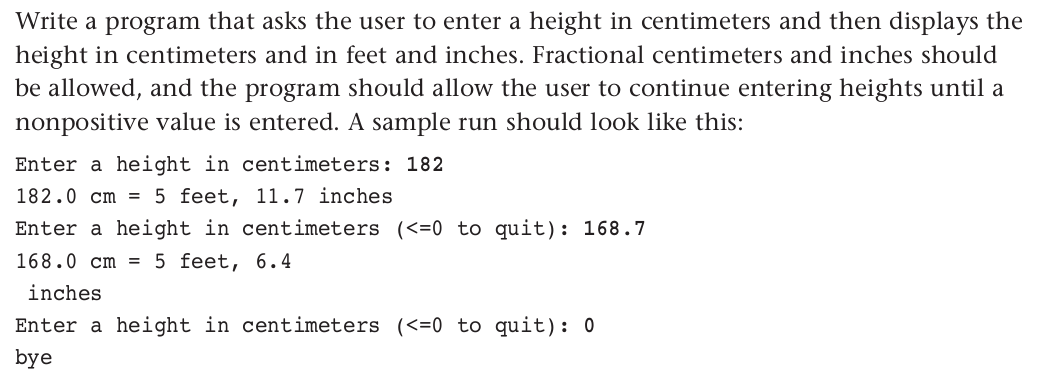 Write a program that asks the user to enter a height in centimeters and then displays the
height in centimeters and in feet and inches. Fractional centimeters and inches should
be allowed, and the program should allow the user to continue entering heights until a
nonpositive value is entered. A sample run should look like this:
Enter a height in centimeters: 182
182.0 cm = 5 feet, 11.7 inches
Enter a height in centimeters (<=0 to quit): 168.7
168.0 cm = 5 feet, 6.4
inches
Enter a height in centimeters (<=0 to quit): 0
bye